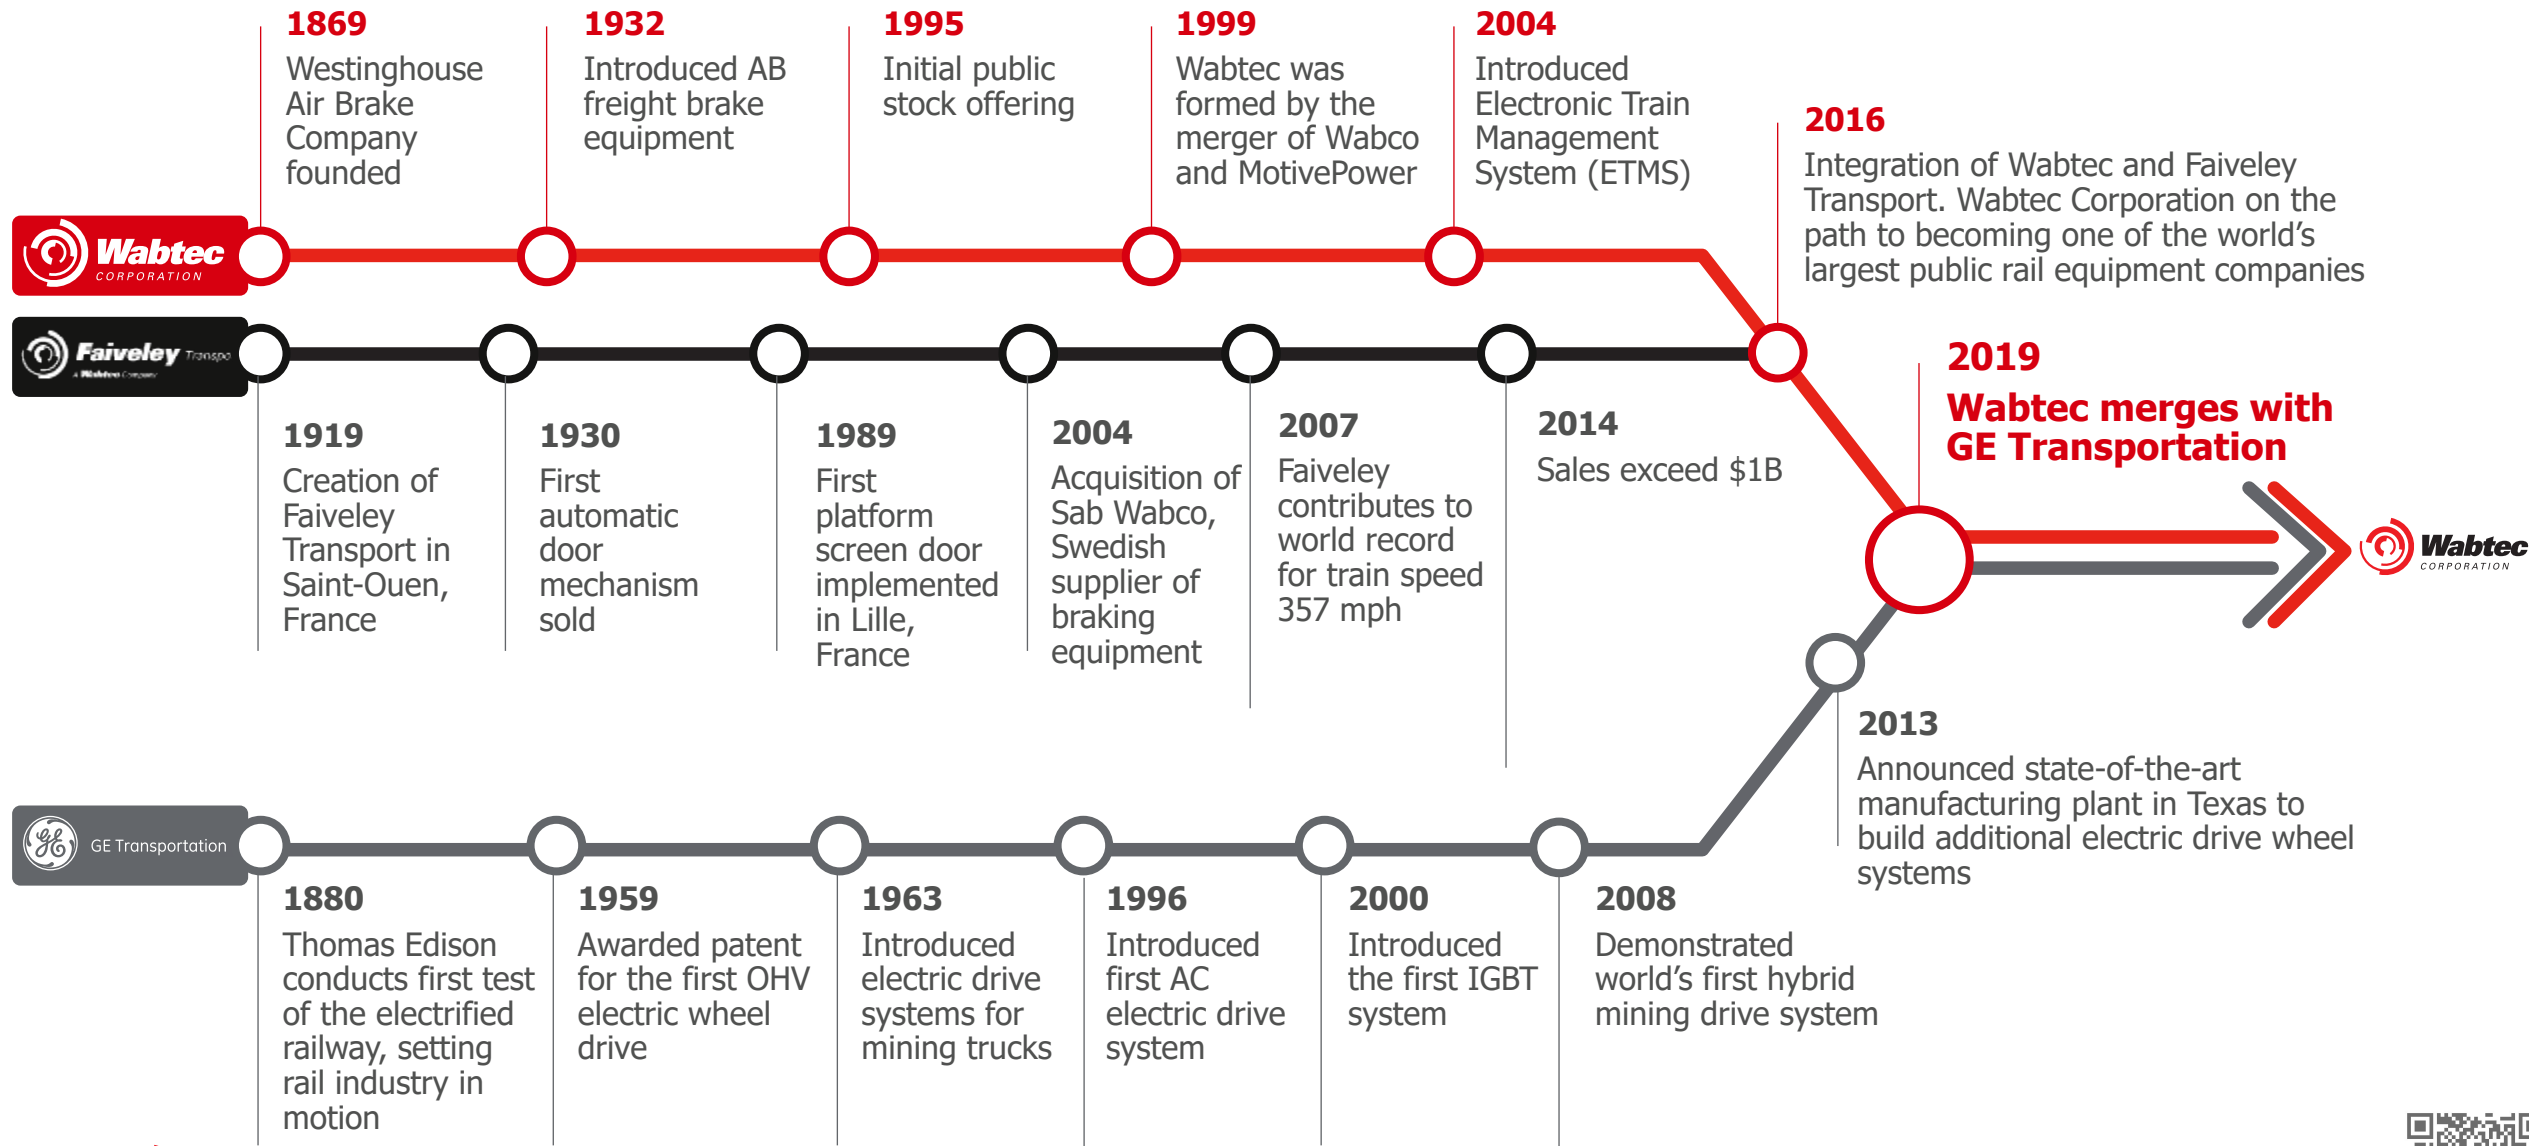 1869
Westinghouse
Air Brake
Company
founded
1932
Introduced AB
freight brake
equipment
1995
Initial public
stock offering
1999
Wabtec was
formed by the
merger of Wabco
and MotivePower
2004
Introduced
Electronic Train
Management
System (ETMS)
2016
Integration of Wabtec and Faiveley
Transport. Wabtec Corporation on the
path to becoming one of the world’s
largest public rail equipment companies
Wabtec
CORPORATION
Faiveley Transpo
A Wabtec Company
1919
Creation of
Faiveley
Transport in
Saint-Ouen,
France
1930
First
automatic
door
mechanism
sold
1989
First
platform
screen door
implemented
in Lille,
France
2004
Acquisition of
Sab Wabco,
Swedish
supplier of
braking
equipment
2007
Faiveley
contributes to
world record
for train speed
357 mph
2014
Sales exceed $1B
2019
Wabtec merges with
GE Transportation
Wabtec
CORPORATION
2013
Announced state-of-the-art
manufacturing plant in Texas to
build additional electric drive wheel
systems
GE Transportation
1880
Thomas Edison
conducts first test
of the electrified
railway, setting
rail industry in
motion
1959
Awarded patent
for the first OHV
electric wheel
drive
1963
Introduced
electric drive
systems for
mining trucks
1996
Introduced
first AC
electric drive
system
2000
Introduced
the first IGBT
system
2008
Demonstrated
world’s first hybrid
mining drive system